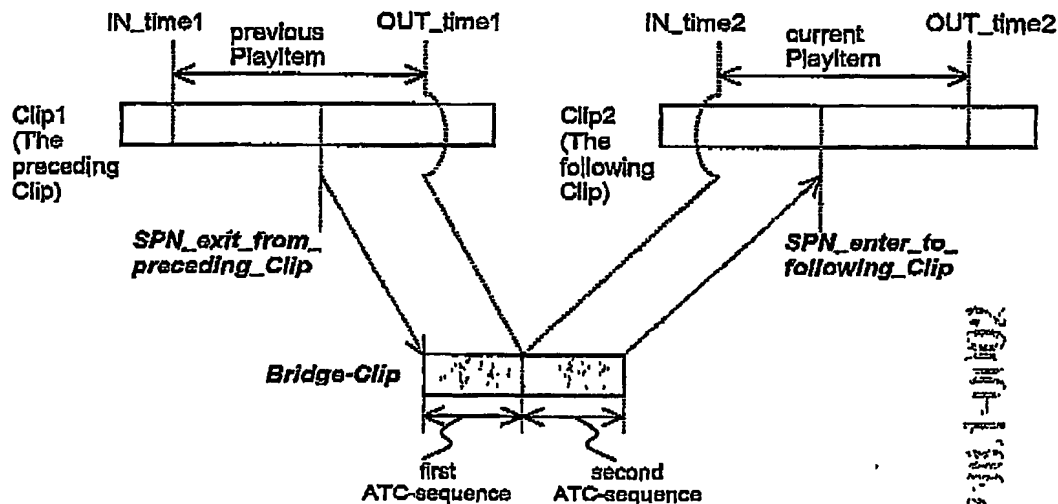 IN_time1
previous
PlayItem
OUT_time1
IN_time2
current
PlayItem
OUT_time2
Clip1
(The
preceding
Clip)
Clip2
(The
following
Clip)
SPN_exit_from_
preceding_Clip
SPN_enter_to_
following_Clip
Bridge-Clip
first
ATC-sequence
second
ATC-sequence